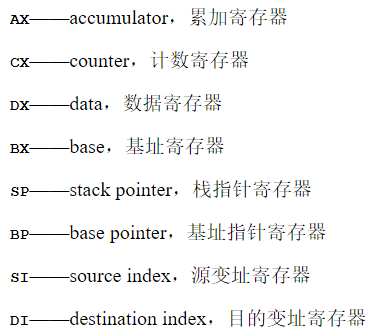 AX——accumulator，累加寄存器
CX——counter，计数寄存器
DX——data，数据寄存器
BX——base，基址寄存器
SP——stack pointer，栈指针寄存器
BP——base pointer，基址指针寄存器
SI——source index，源变址寄存器
DI——destination index，目的变址寄存器